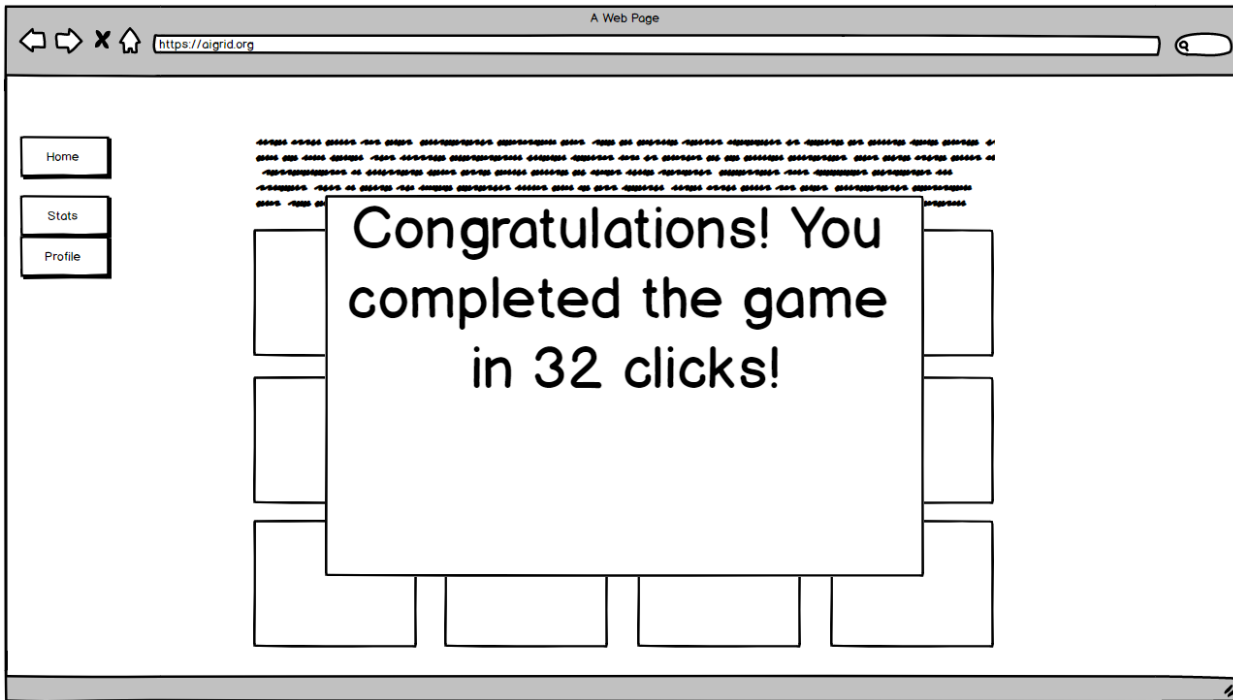 A Web Page
https://aigrid.org
Home
Stats
Profile
Congratulations! You
completed the game
in 32 clicks!